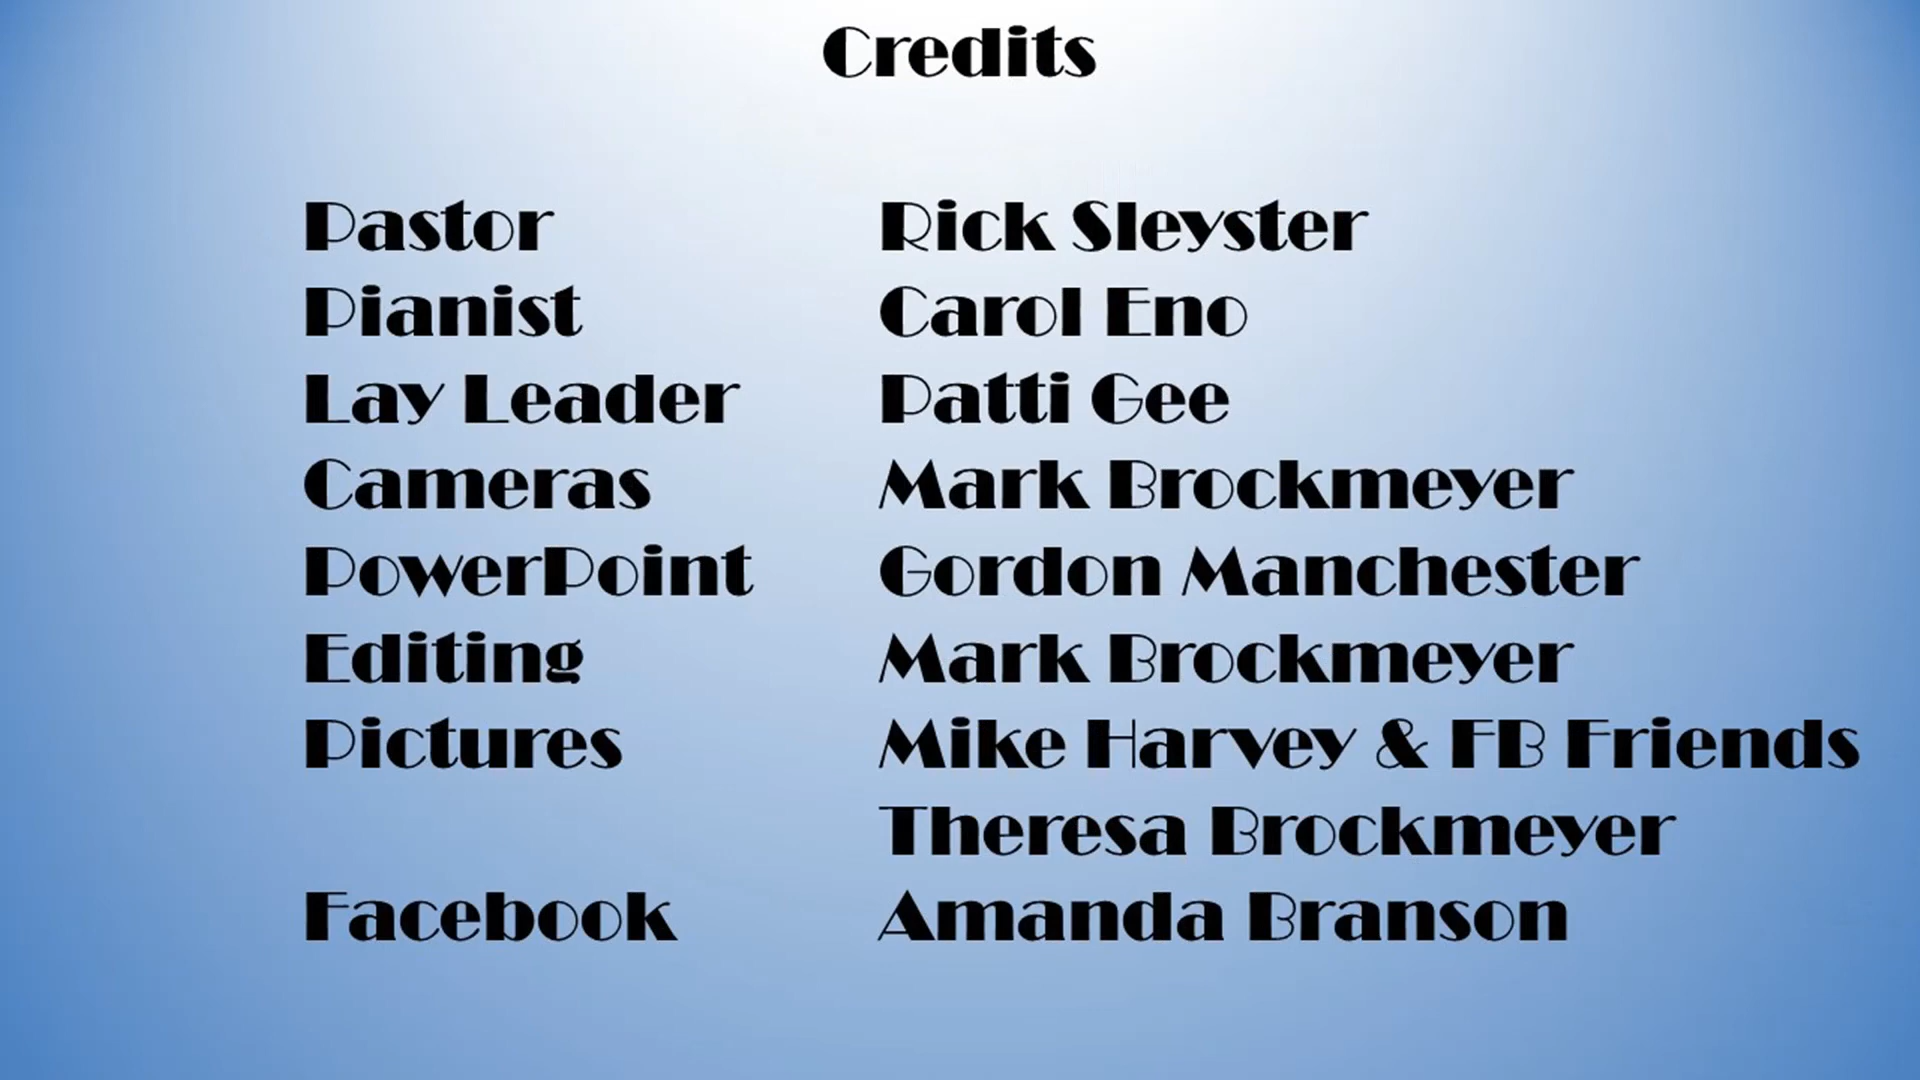 Credits
Pastor Rick Sleyster
Pianist Carol Eno
Lay Leader Patti Gee
Cameras Mark Brockmeyer
PowerPoint Gordon Manchester
Editing Mark Brockmeyer
Pictures Mike Harvey & FB Friends
Theresa Brockmeyer
Facebook Amanda Branson